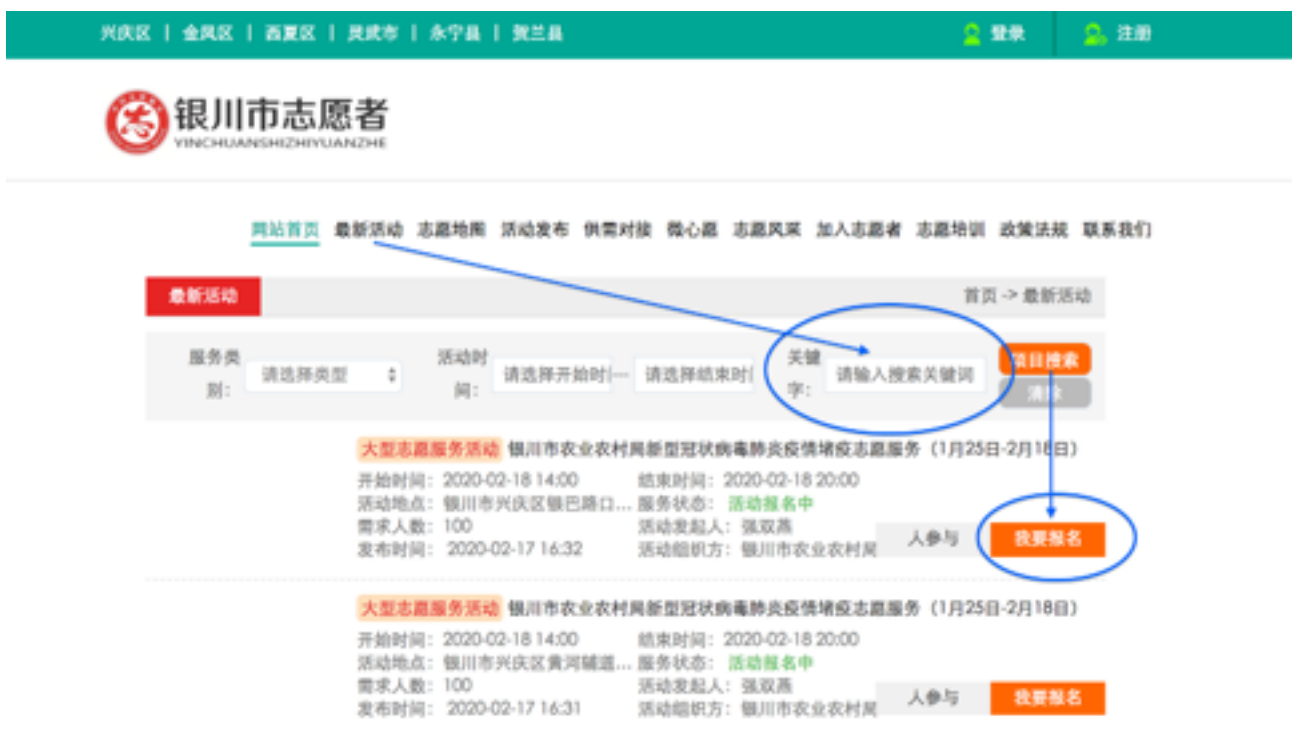 兴庆区 | 金凤区 | 西夏区 | 灵武市 | 永宁县 | 贺兰县 登录 注册
银川市志愿者
YINCHUANSHIZHIYUANZHE
网站首页 最新活动 志愿地图 活动发布 供需对接 微心愿 志愿风采 加入志愿者 志愿培训 政策法规 联系我们
最新活动 首页 -> 最新活动
服务类别: 请选择类型 活动时间: 请选择开始时 — 请选择结束时 关键字: 请输入搜索关键词 项目搜索
清除
大型志愿服务活动 银川市农业农村局新型冠状病毒肺炎疫情堵疫志愿服务（1月25日-2月18日）
开始时间: 2020-02-18 14:00 结束时间: 2020-02-18 20:00
活动地点: 银川市兴庆区银巴路口... 服务状态: 活动报名中
需求人数: 100 活动发起人: 强双燕
发布时间: 2020-02-17 16:32 活动组织方: 银川市农业农村局 人参与 我要报名
大型志愿服务活动 银川市农业农村局新型冠状病毒肺炎疫情堵疫志愿服务（1月25日-2月18日）
开始时间: 2020-02-18 14:00 结束时间: 2020-02-18 20:00
活动地点: 银川市兴庆区黄河辅道... 服务状态: 活动报名中
需求人数: 100 活动发起人: 强双燕
发布时间: 2020-02-17 16:31 活动组织方: 银川市农业农村局 人参与 我要报名